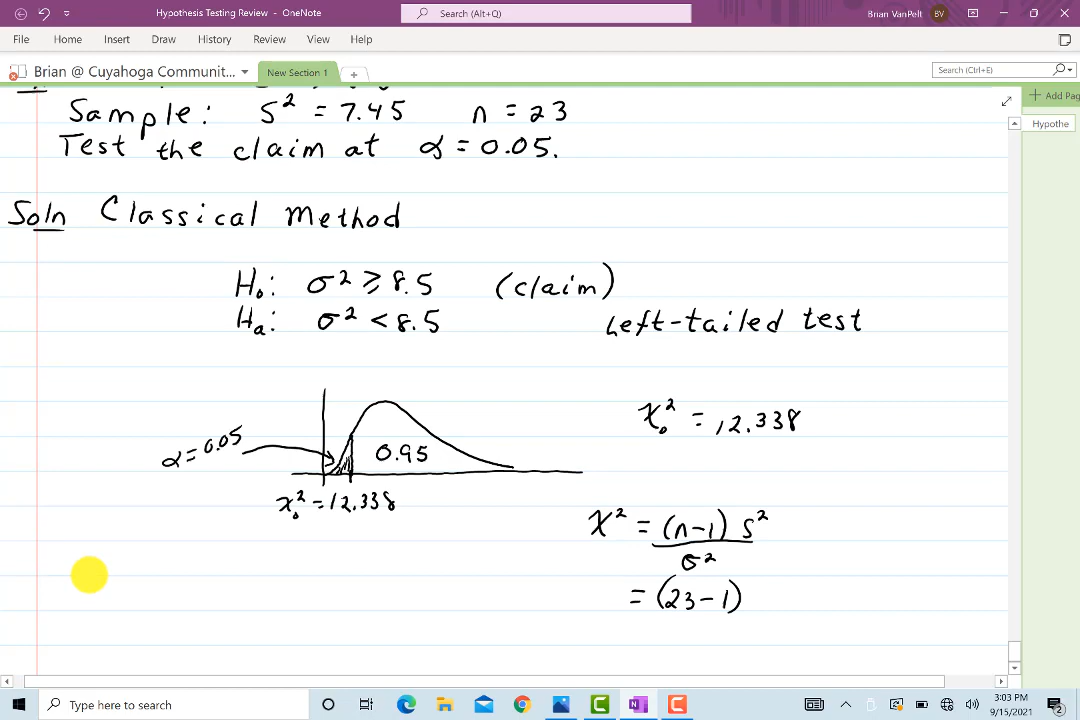 Hypothesis Testing Review - OneNote
Search (Alt+Q)
Brian VanPelt BV
File Home Insert Draw History Review View Help
Brian @ Cuyahoga Communit... New Section 1
Search (Ctrl+E)
Add Pag
Hypothe
Sample: S² = 7.45 n = 23
Test the claim at α = 0.05.
Soln Classical Method
H₀: σ² ≥ 8.5 (claim)
Hₐ: σ² < 8.5 Left-tailed test
χ₀² = 12.338
α = 0.05
0.95
χ₀² = 12.338
χ² = (n-1) S²
σ²
= (23-1)
Type here to search
3:03 PM
9/15/2021
2